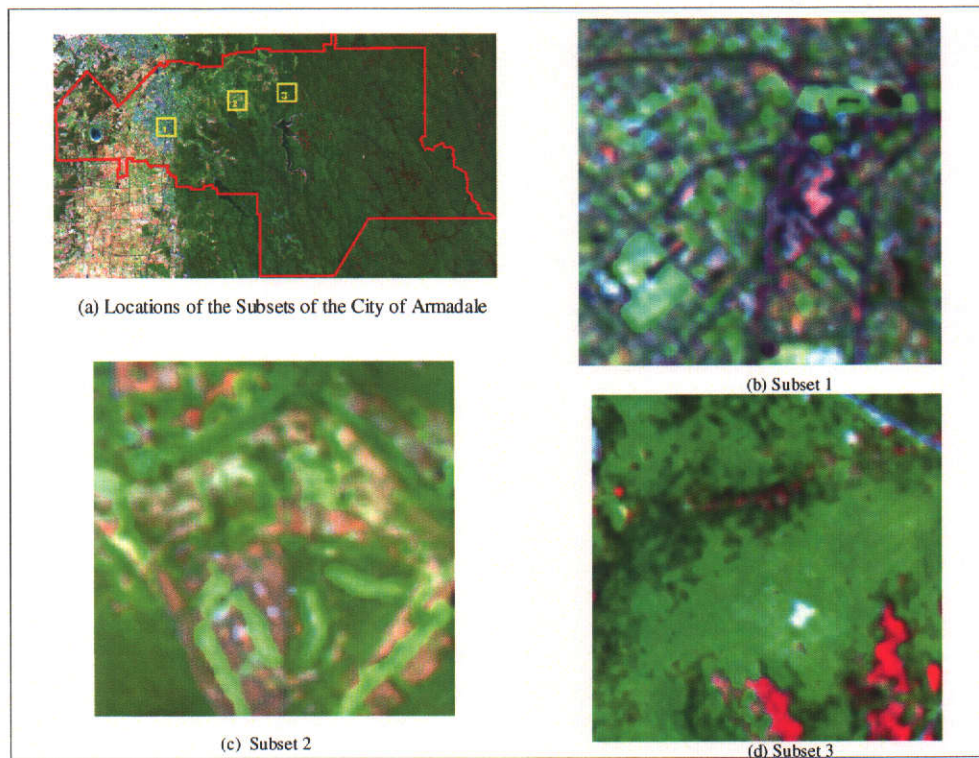 1
2
3
(a) Locations of the Subsets of the City of Armadale
(b) Subset 1
(c) Subset 2
(d) Subset 3